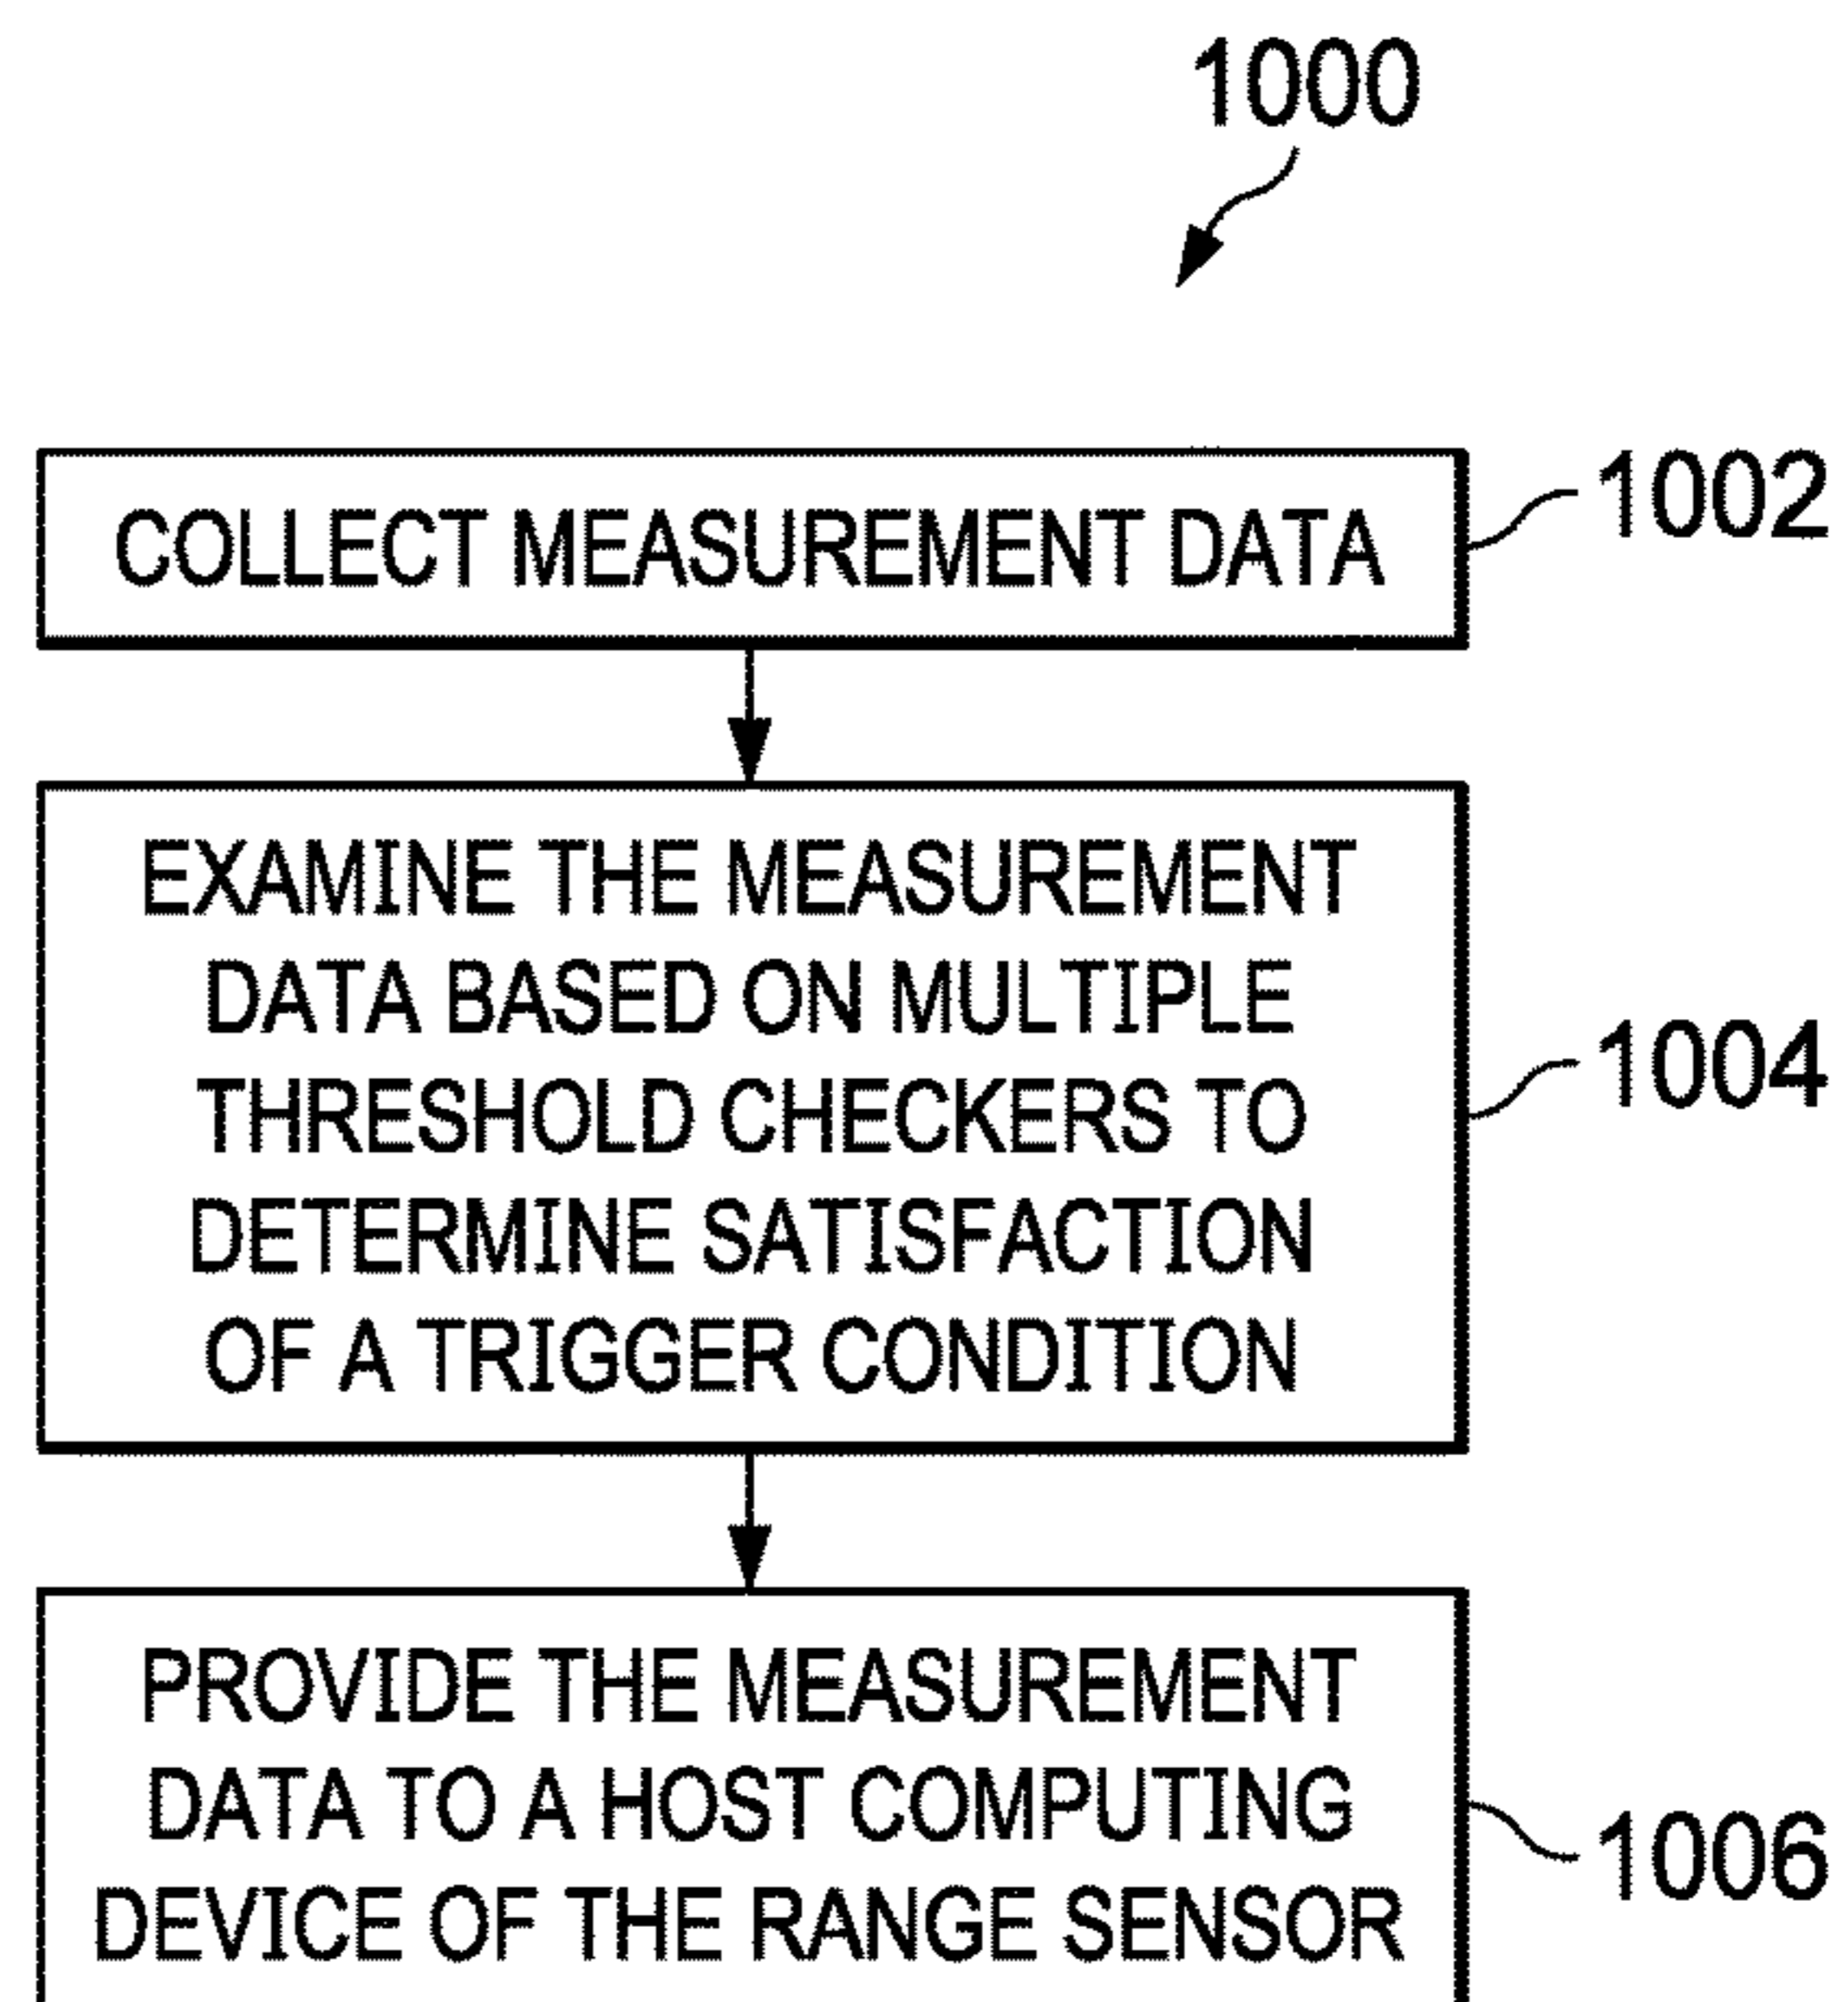 1000
COLLECT MEASUREMENT DATA
1002
EXAMINE THE MEASUREMENT
DATA BASED ON MULTIPLE
THRESHOLD CHECKERS TO
DETERMINE SATISFACTION
OF A TRIGGER CONDITION
1004
PROVIDE THE MEASUREMENT
DATA TO A HOST COMPUTING
DEVICE OF THE RANGE SENSOR
1006